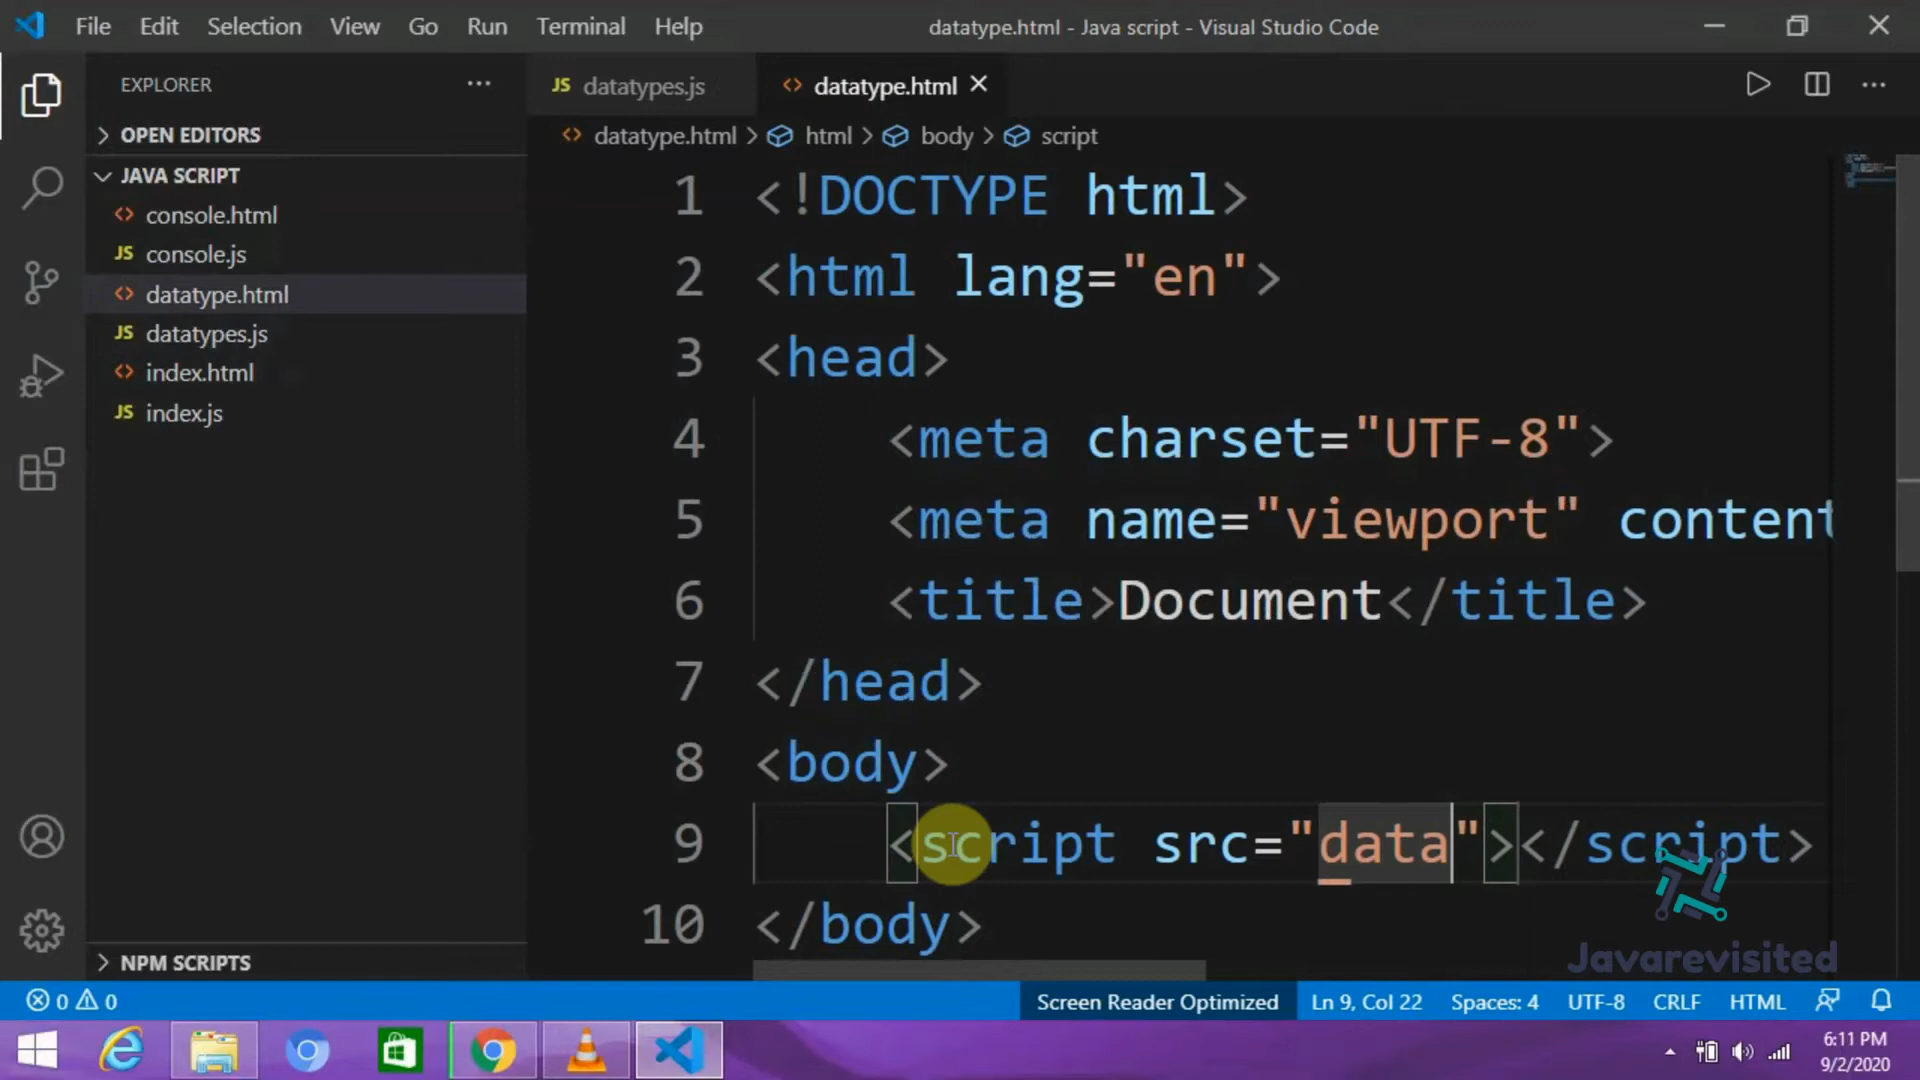 File Edit Selection View Go Run Terminal Help datatype.html - Java script - Visual Studio Code
EXPLORER
OPEN EDITORS
JAVA SCRIPT
console.html
JS console.js
datatype.html
JS datatypes.js
index.html
JS index.js
NPM SCRIPTS
JS datatypes.js datatype.html
datatype.html > html > body > script
1 <!DOCTYPE html>
2 <html lang="en">
3 <head>
4 <meta charset="UTF-8">
5 <meta name="viewport" content
6 <title>Document</title>
7 </head>
8 <body>
9 <script src="data"></script>
10 </body>
Javarevisited
0 0 Screen Reader Optimized Ln 9, Col 22 Spaces: 4 UTF-8 CRLF HTML
6:11 PM
9/2/2020